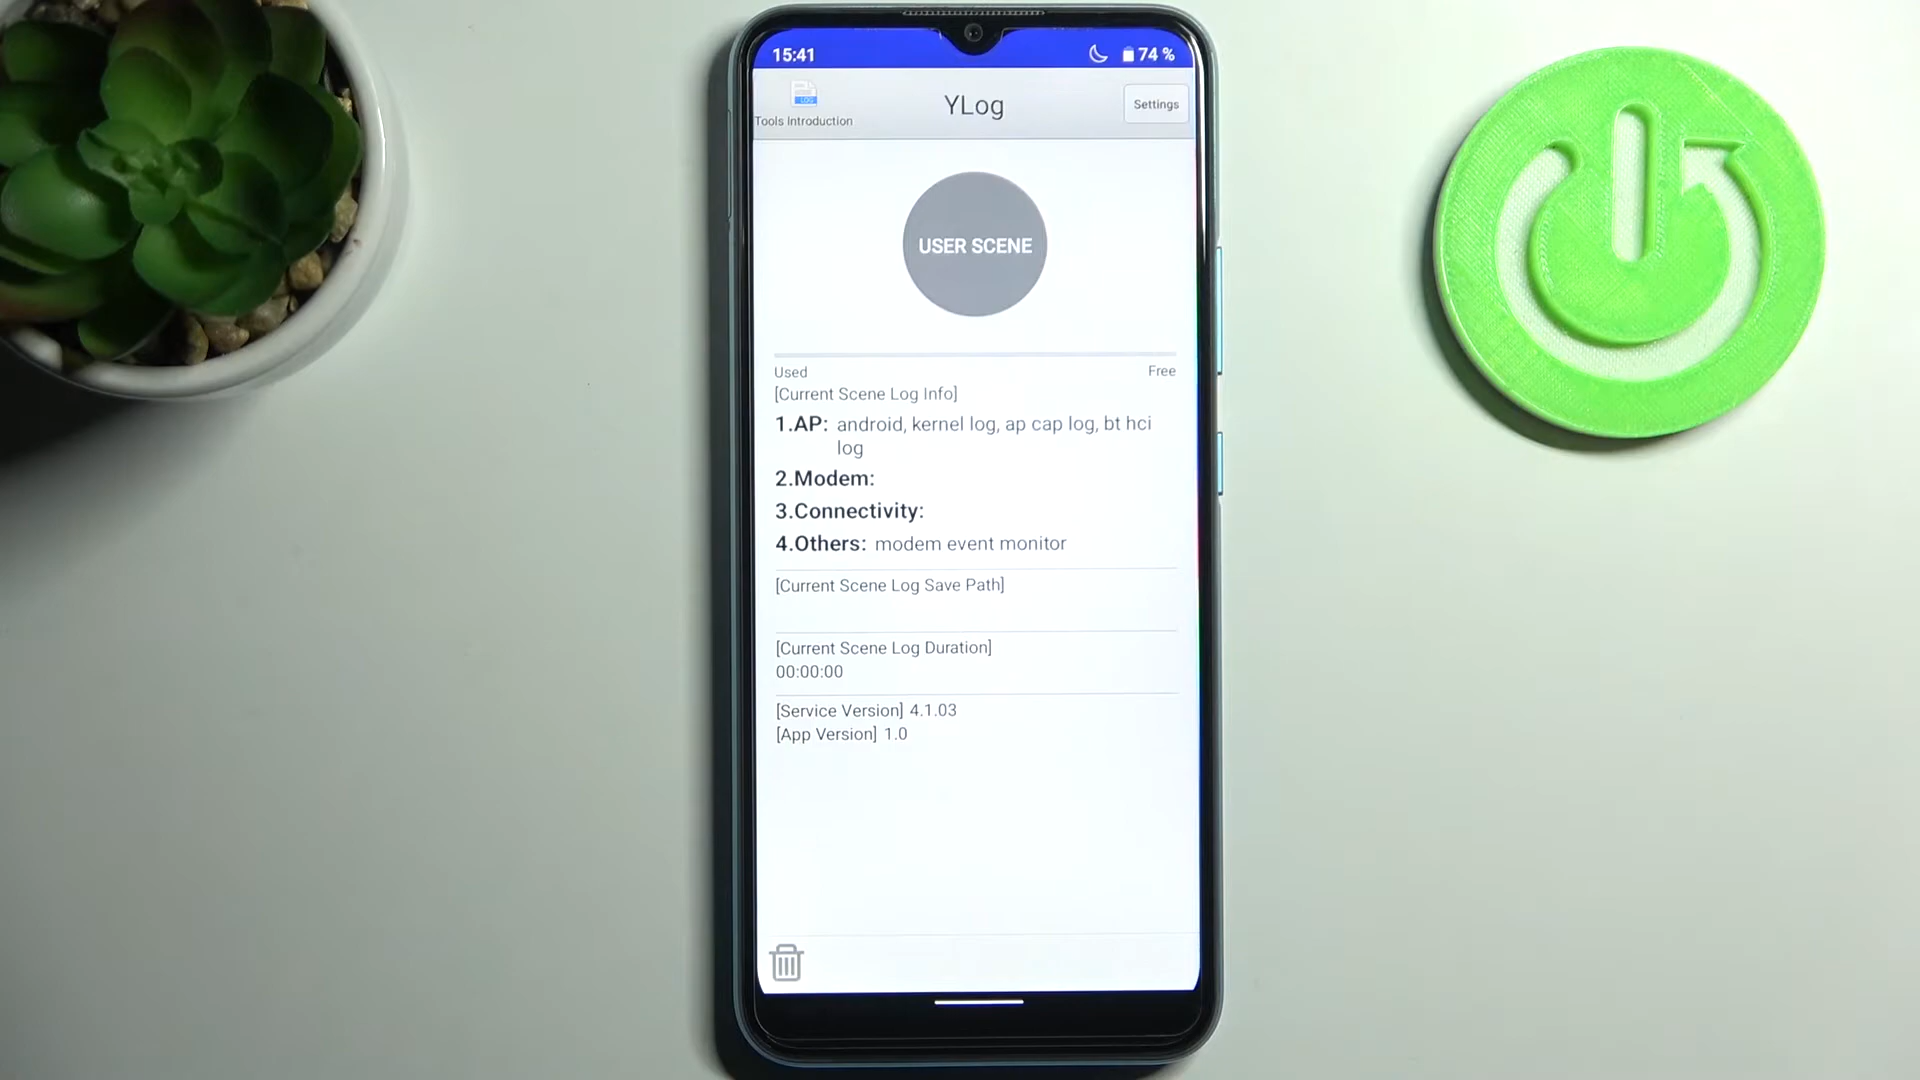 15:41
74 %
LOG
Tools Introduction
YLog
Settings
USER SCENE
Used
Free
[Current Scene Log Info]
1.AP: android, kernel log, ap cap log, bt hci
log
2.Modem:
3.Connectivity:
4.Others: modem event monitor
[Current Scene Log Save Path]
[Current Scene Log Duration]
00:00:00
[Service Version] 4.1.03
[App Version] 1.0